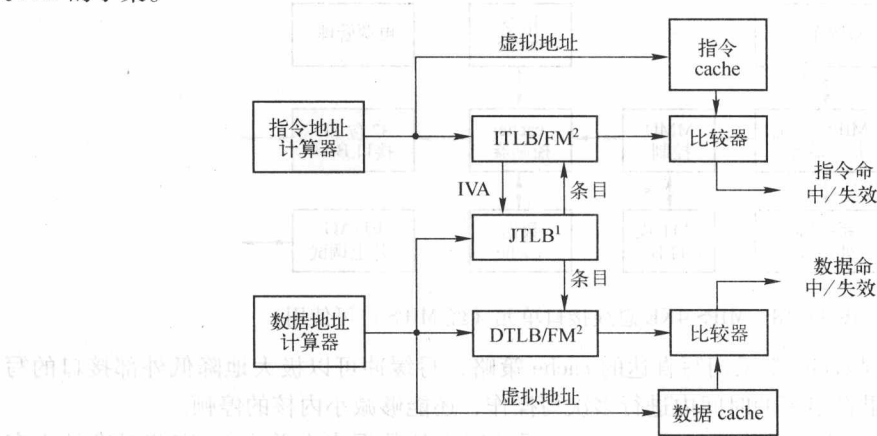 虚拟地址
指令
cache
指令地址
计算器
ITLB/FM²
比较器
指令命
中/失效
IVA
条目
JTLB¹
条目
数据命
中/失效
数据地址
计算器
DTLB/FM²
比较器
虚拟地址
数据 cache